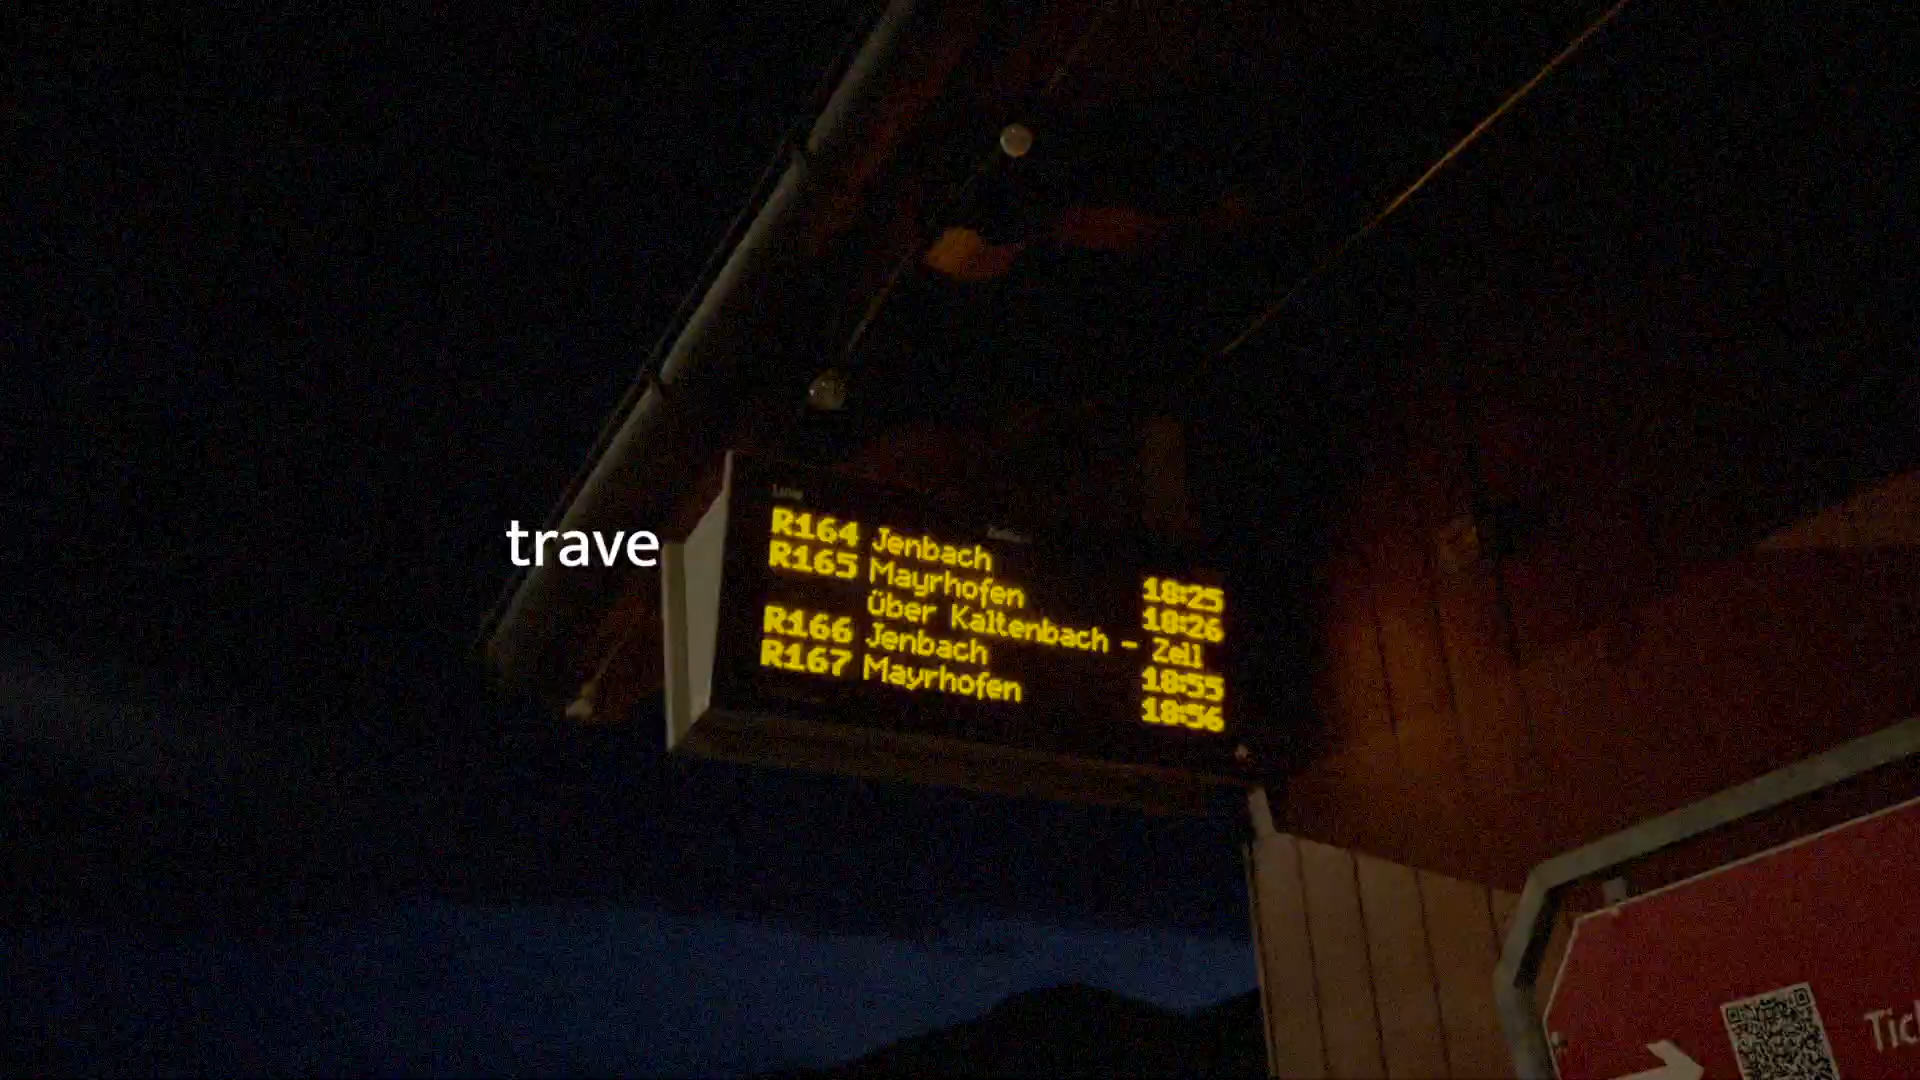 trave
R164 Jenbach 18:25
R165 Mayrhofen 18:26
über Kaltenbach - Zell
R166 Jenbach 18:55
R167 Mayrhofen 18:56
Tic